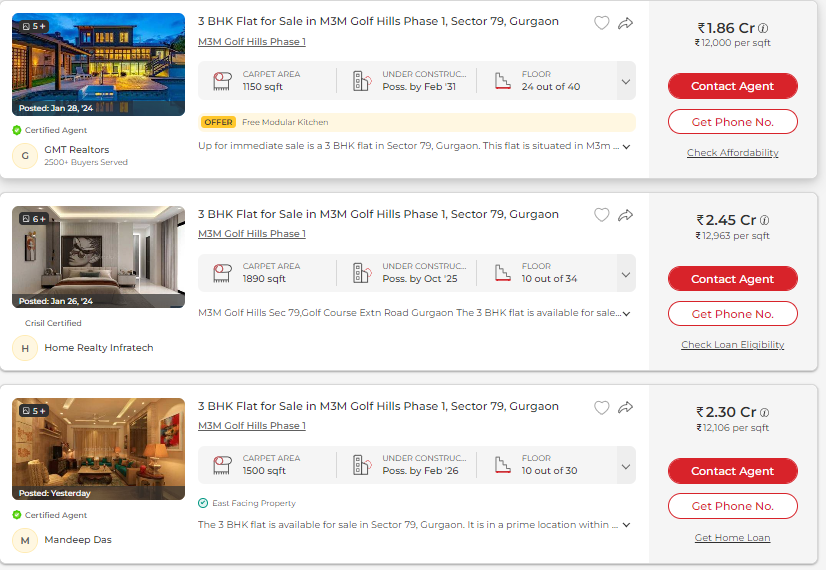 5+
Posted: Jan 28, '24
Certified Agent
G
GMT Realtors
2500+ Buyers Served
3 BHK Flat for Sale in M3M Golf Hills Phase 1, Sector 79, Gurgaon
M3M Golf Hills Phase 1
CARPET AREA
1150 sqft
UNDER CONSTRUC...
Poss. by Feb '31
FLOOR
24 out of 40
OFFER Free Modular Kitchen
Up for immediate sale is a 3 BHK flat in Sector 79, Gurgaon. This flat is situated in M3m ...
₹1.86 Cr
₹12,000 per sqft
Contact Agent
Get Phone No.
Check Affordability
6+
Posted: Jan 26, '24
Crisil Certified
H
Home Realty Infratech
3 BHK Flat for Sale in M3M Golf Hills Phase 1, Sector 79, Gurgaon
M3M Golf Hills Phase 1
CARPET AREA
1890 sqft
UNDER CONSTRUC...
Poss. by Oct '25
FLOOR
10 out of 34
M3M Golf Hills Sec 79,Golf Course Extn Road Gurgaon The 3 BHK flat is available for sale...
₹2.45 Cr
₹12,963 per sqft
Contact Agent
Get Phone No.
Check Loan Eligibility
5+
Posted: Yesterday
Certified Agent
M
Mandeep Das
3 BHK Flat for Sale in M3M Golf Hills Phase 1, Sector 79, Gurgaon
M3M Golf Hills Phase 1
CARPET AREA
1500 sqft
UNDER CONSTRUC...
Poss. by Feb '26
FLOOR
10 out of 30
East Facing Property
The 3 BHK flat is available for sale in Sector 79, Gurgaon. It is in a prime location within ...
₹2.30 Cr
₹12,106 per sqft
Contact Agent
Get Phone No.
Get Home Loan